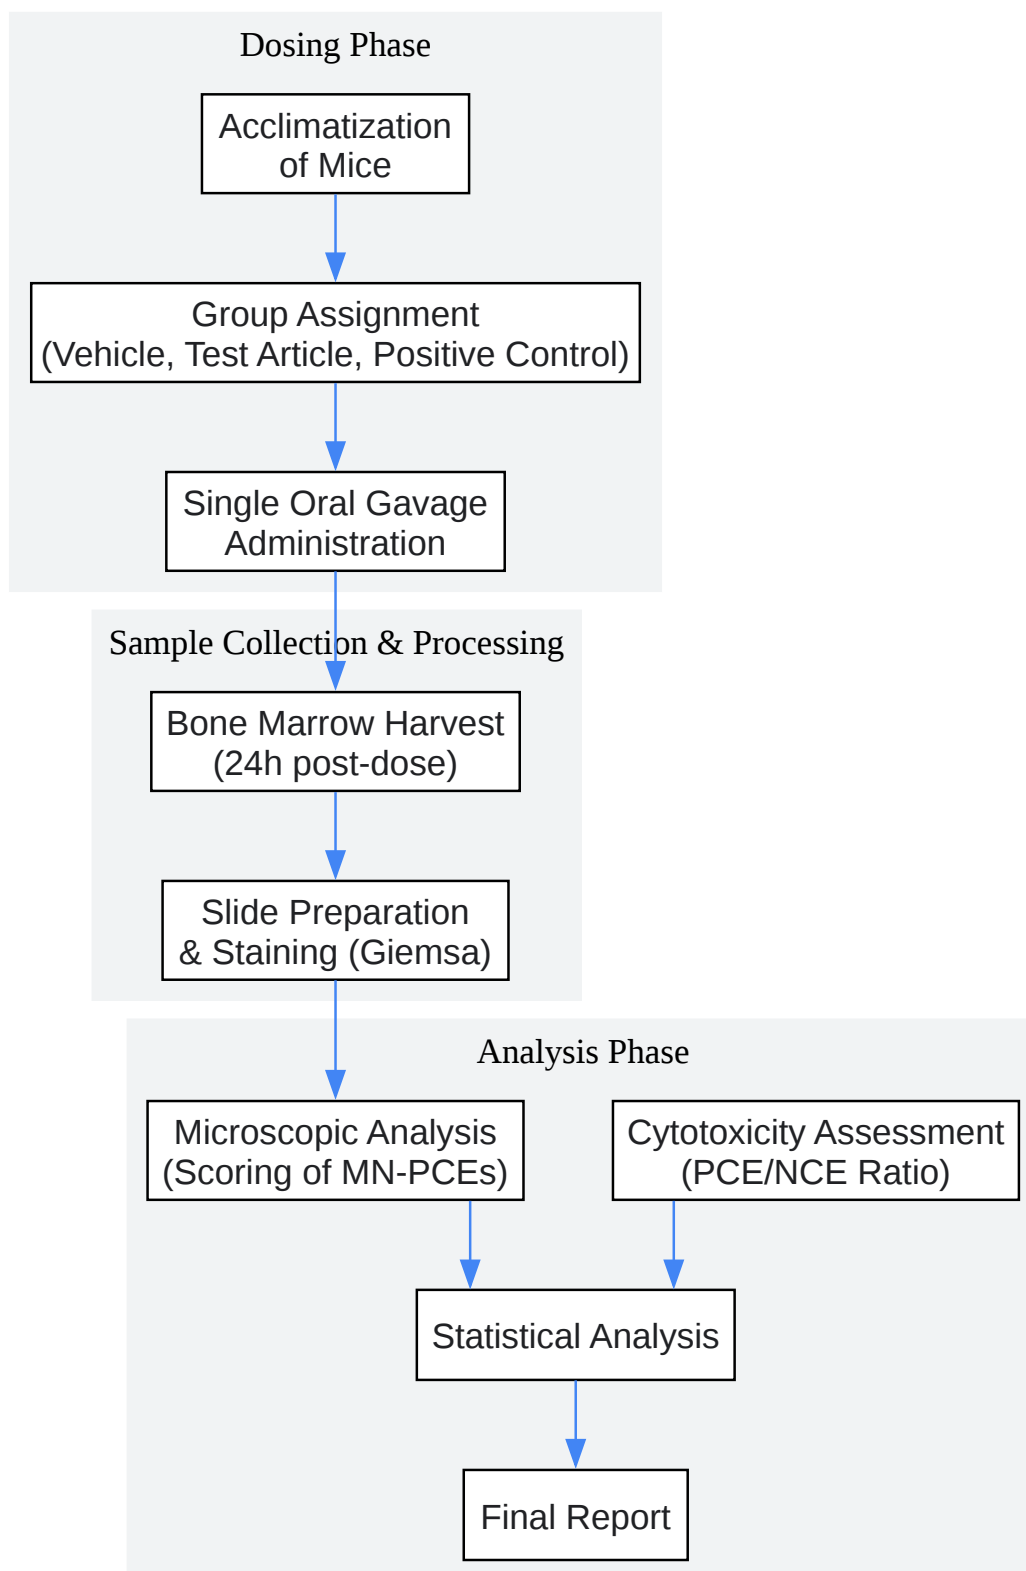 Dosing Phase
Acclimatization
of Mice
Group Assignment
(Vehicle, Test Article, Positive Control)
Single Oral Gavage
Administration
Sample Collection & Processing
Bone Marrow Harvest
(24h post-dose)
Slide Preparation
& Staining (Giemsa)
Analysis Phase
Microscopic Analysis
(Scoring of MN-PCEs)
Cytotoxicity Assessment
(PCE/NCE Ratio)
Statistical Analysis
Final Report